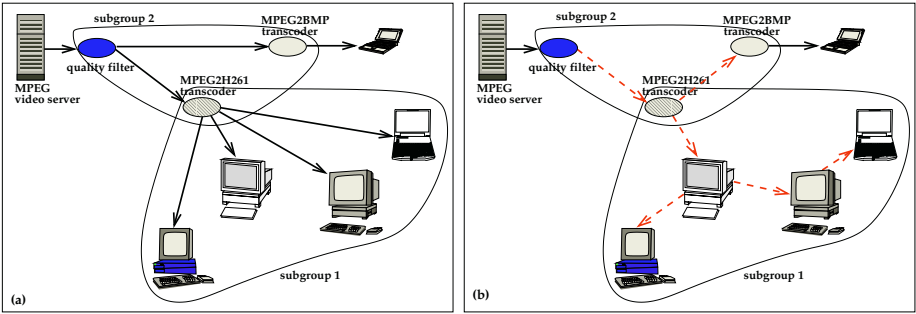 subgroup 2
MPEG2BMP
transcoder
quality filter
MPEG
video server
MPEG2H261
transcoder
subgroup 1
(a)
subgroup 2
MPEG2BMP
transcoder
quality filter
MPEG
video server
MPEG2H261
transcoder
subgroup 1
(b)